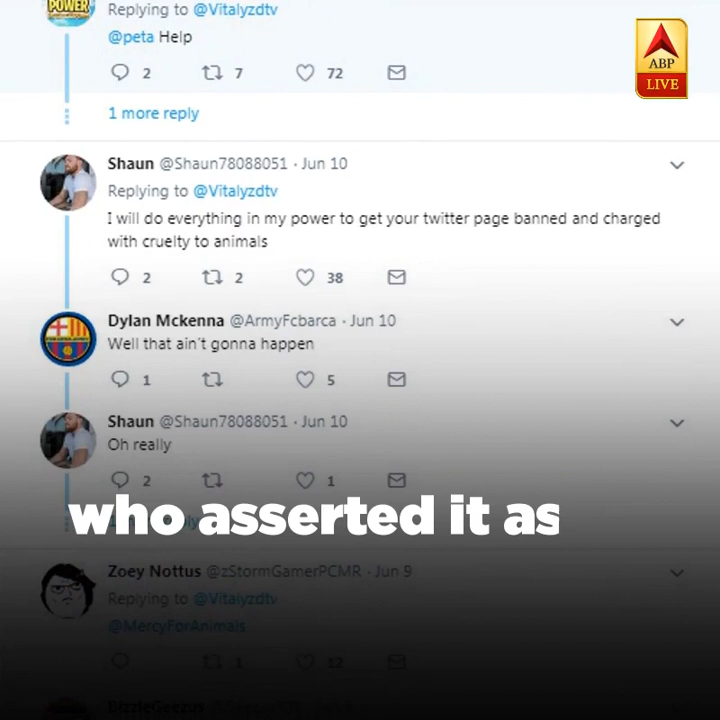 POWER
Replying to @Vitalyzdtv
@peta Help
2 7 72
1 more reply
ABP
LIVE
Shaun @Shaun78088051 · Jun 10
Replying to @Vitalyzdtv
I will do everything in my power to get your twitter page banned and charged
with cruelty to animals
2 2 38
Dylan Mckenna @ArmyFcbarca · Jun 10
Well that ain't gonna happen
1 5
Shaun @Shaun78088051 · Jun 10
Oh really
2 1
who asserted it as
Zoey Nottus @zStormGamerPCMR · Jun 9
Replying to @Vitalyzdtv
@MercyForAnimals
1 12